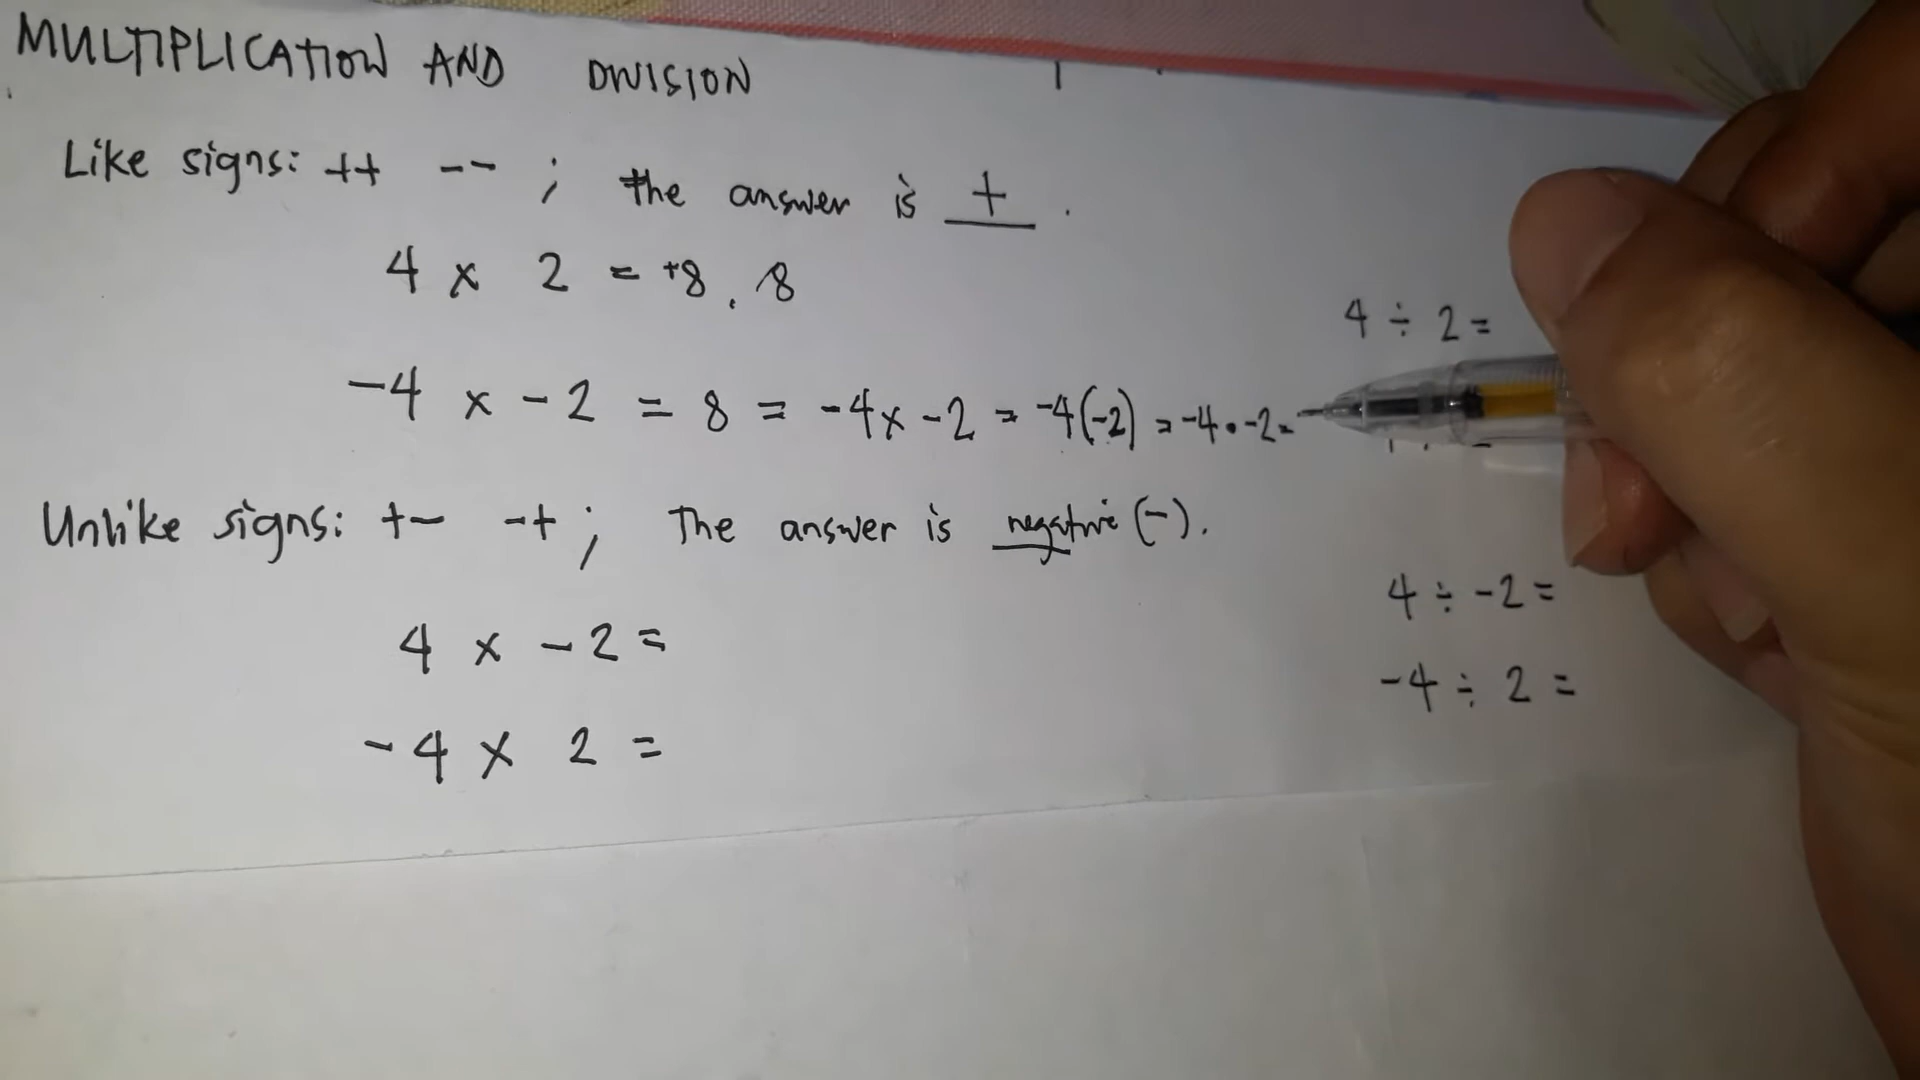 MULTIPLICATION AND DIVISION
Like signs: ++ -- ; the answer is + .
4 x 2 = +8, 8
4 ÷ 2 =
-4 x -2 = 8 = -4x -2 = -4(-2) = -4 • -2 =
Unlike signs: +- -+ ; The answer is negative (-).
4 x -2 =
4 ÷ -2 =
-4 x 2 =
-4 ÷ 2 =